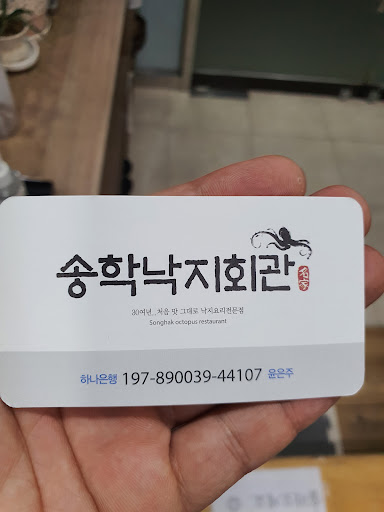 송학낙지회관
30여년...처음 맛 그대로 낙지요리전문점
Songhak octopus restaurant
하나은행 197-890039-44107 윤은주